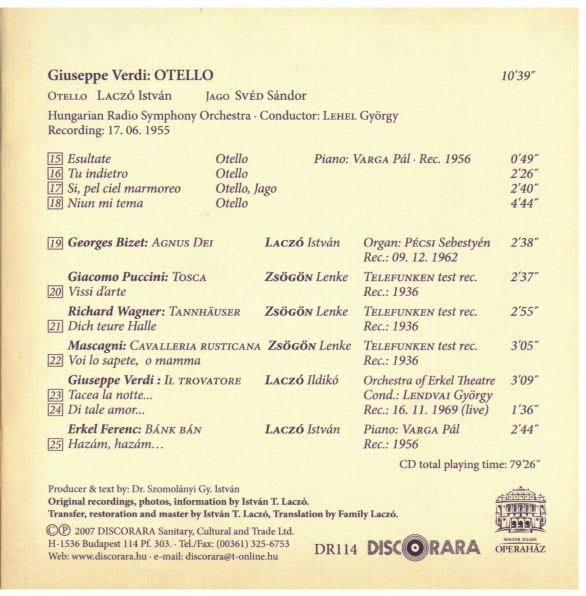 Giuseppe Verdi: OTELLO 10'39"
OTELLO LACZÓ István JAGO SVÉD Sándor
Hungarian Radio Symphony Orchestra · Conductor: LEHEL György
Recording: 17. 06. 1955
15 Esultate Otello Piano: VARGA Pál · Rec. 1956 0'49"
16 Tu indietro Otello 2'26"
17 Si, pel ciel marmoreo Otello, Jago 2'40"
18 Niun mi tema Otello 4'44"
19 Georges Bizet: AGNUS DEI LACZÓ István Organ: PÉCSI Sebestyén 2'38"
Rec.: 09. 12. 1962
Giacomo Puccini: TOSCA ZSÖGÖN Lenke TELEFUNKEN test rec. 2'37"
20 Vissi d'arte Rec.: 1936
Richard Wagner: TANNHÄUSER ZSÖGÖN Lenke TELEFUNKEN test rec. 2'55"
21 Dich teure Halle Rec.: 1936
Mascagni: CAVALLERIA RUSTICANA ZSÖGÖN Lenke TELEFUNKEN test rec. 3'05"
22 Voi lo sapete, o mamma Rec.: 1936
Giuseppe Verdi : IL TROVATORE LACZÓ Ildikó Orchestra of Erkel Theatre 3'09"
23 Tacea la notte... Cond.: LENDVAI György
24 Di tale amor... Rec.: 16. 11. 1969 (live) 1'36"
Erkel Ferenc: BÁNK BÁN LACZÓ István Piano: VARGA Pál 2'44"
25 Hazám, hazám… Rec.: 1956
CD total playing time: 79'26"
Producer & text by: Dr. Szomolányi Gy. István
Original recordings, photos, information by István T. Laczó.
Transfer, restoration and master by István T. Laczó, Translation by Family Laczó.
©℗ 2007 DISCORARA Sanitary, Cultural and Trade Ltd.
H-1536 Budapest 114 Pf. 303. · Tel./Fax: (00361) 325-6753
Web: www.discorara.hu · e-mail: discorara@t-online.hu
DR114 DISCORARA
MAGYAR ÁLLAMI
OPERAHÁZ